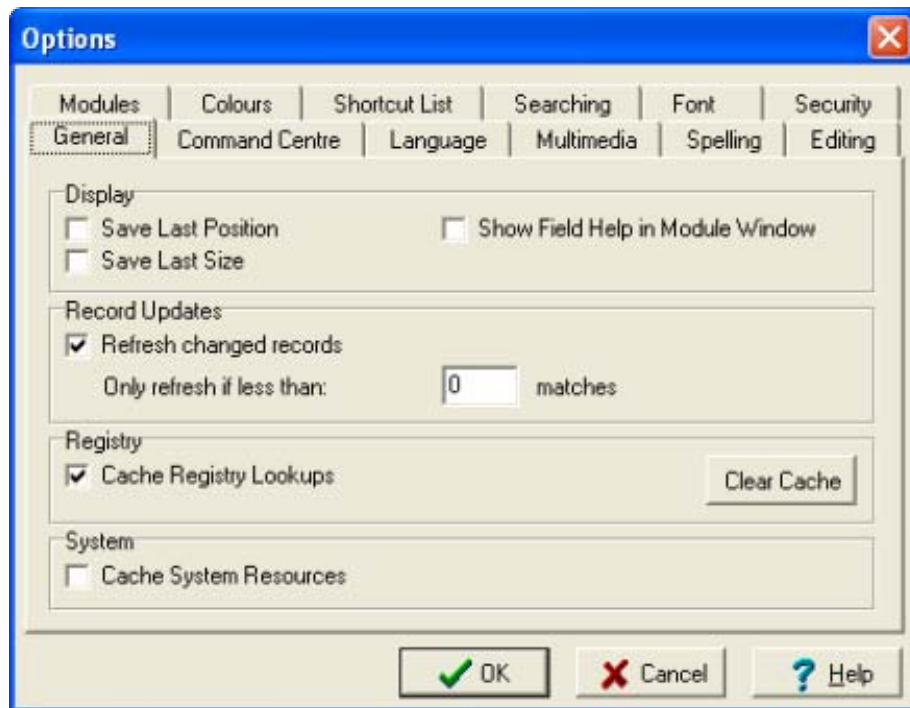 Options
Modules Colours Shortcut List Searching Font Security
General Command Centre Language Multimedia Spelling Editing
Display
Save Last Position Show Field Help in Module Window
Save Last Size
Record Updates
Refresh changed records
Only refresh if less than: 0 matches
Registry
Cache Registry Lookups Clear Cache
System
Cache System Resources
OK Cancel Help